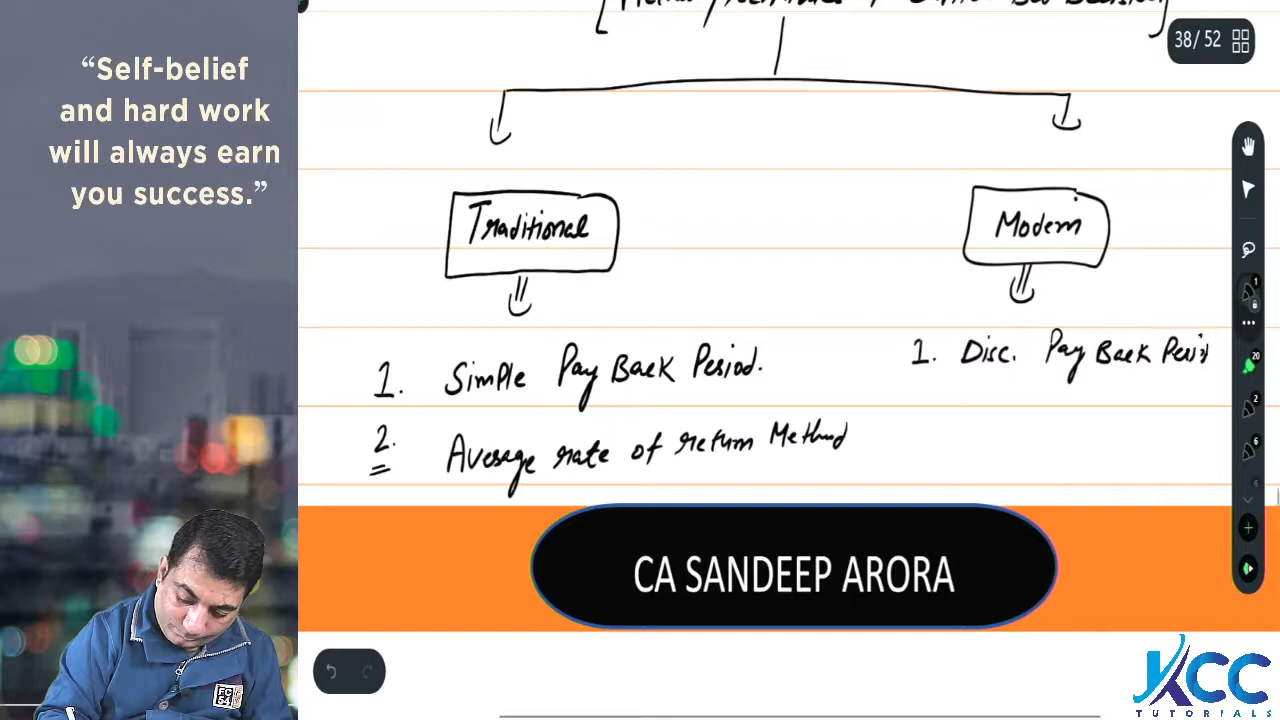 “Self-belief
and hard work
will always earn
you success.”
38/ 52
Traditional
Modern
1. Simple Pay Back Period.
1. Disc. Pay Back
2. Average rate of return Method
CA SANDEEP ARORA
KCC
TUTORIALS